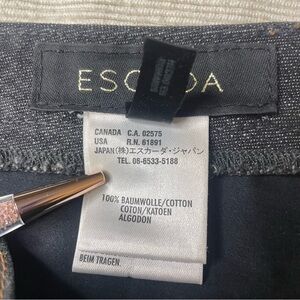 ESCADA
CANADA C.A. 02575
USA R.N. 61891
JAPAN(株)エスカーダ・ジャパン
TEL. 06-6533-5188
100% BAUMWOLLE/COTTON
COTON/KATOEN
ALGODON
BEIM TRAGEN.